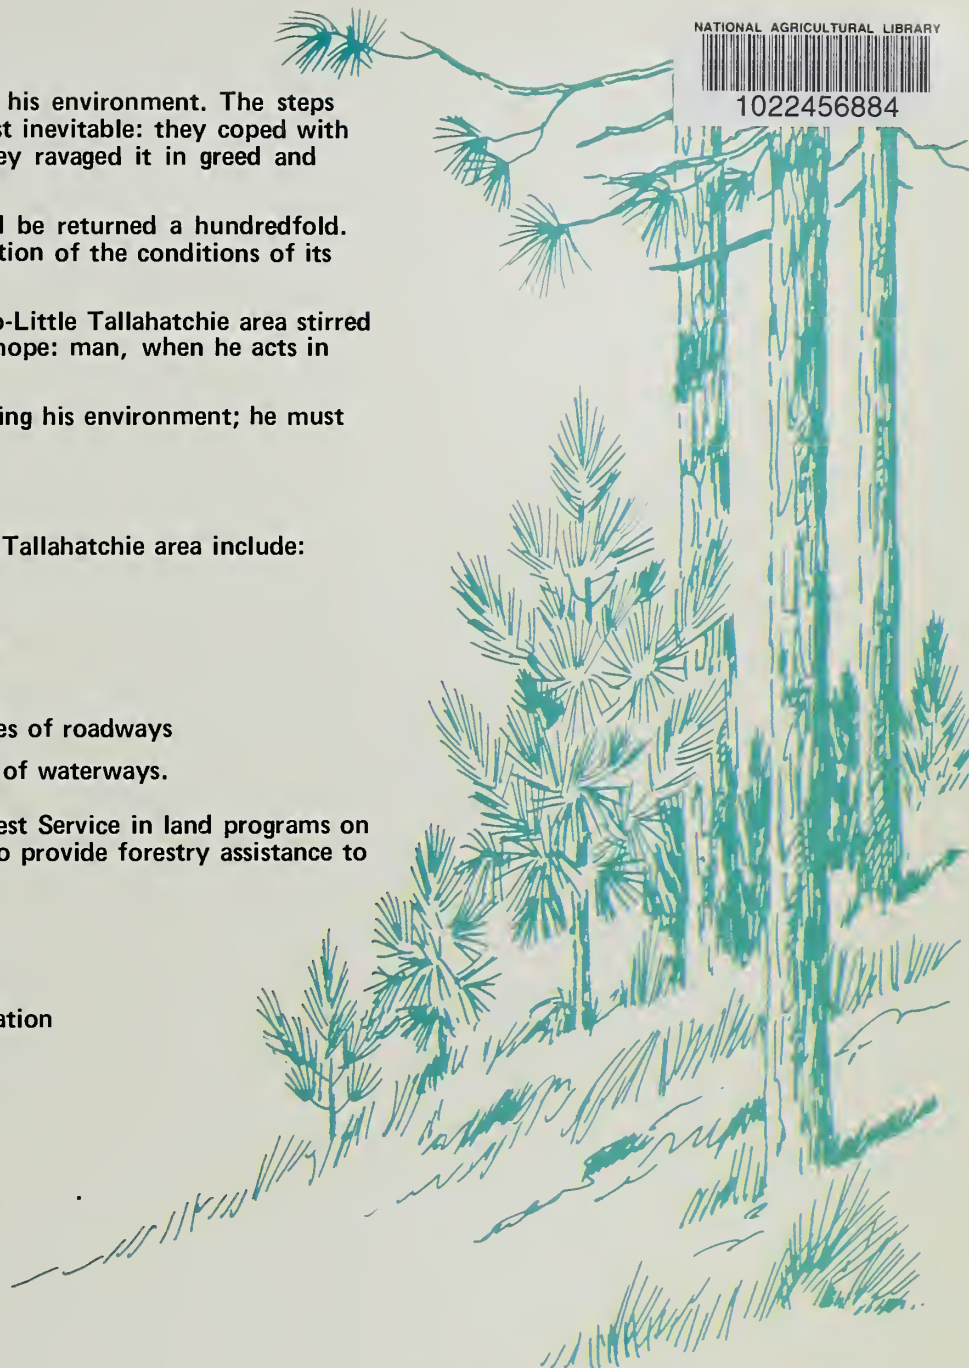 NATIONAL AGRICULTURAL LIBRARY
1022456884
his environment. The steps
st inevitable: they coped with
ey ravaged it in greed and
l be returned a hundredfold.
tion of the conditions of its
o-Little Tallahatchie area stirred
hope: man, when he acts in
ing his environment; he must
Tallahatchie area include:
es of roadways
of waterways.
est Service in land programs on
o provide forestry assistance to
ation